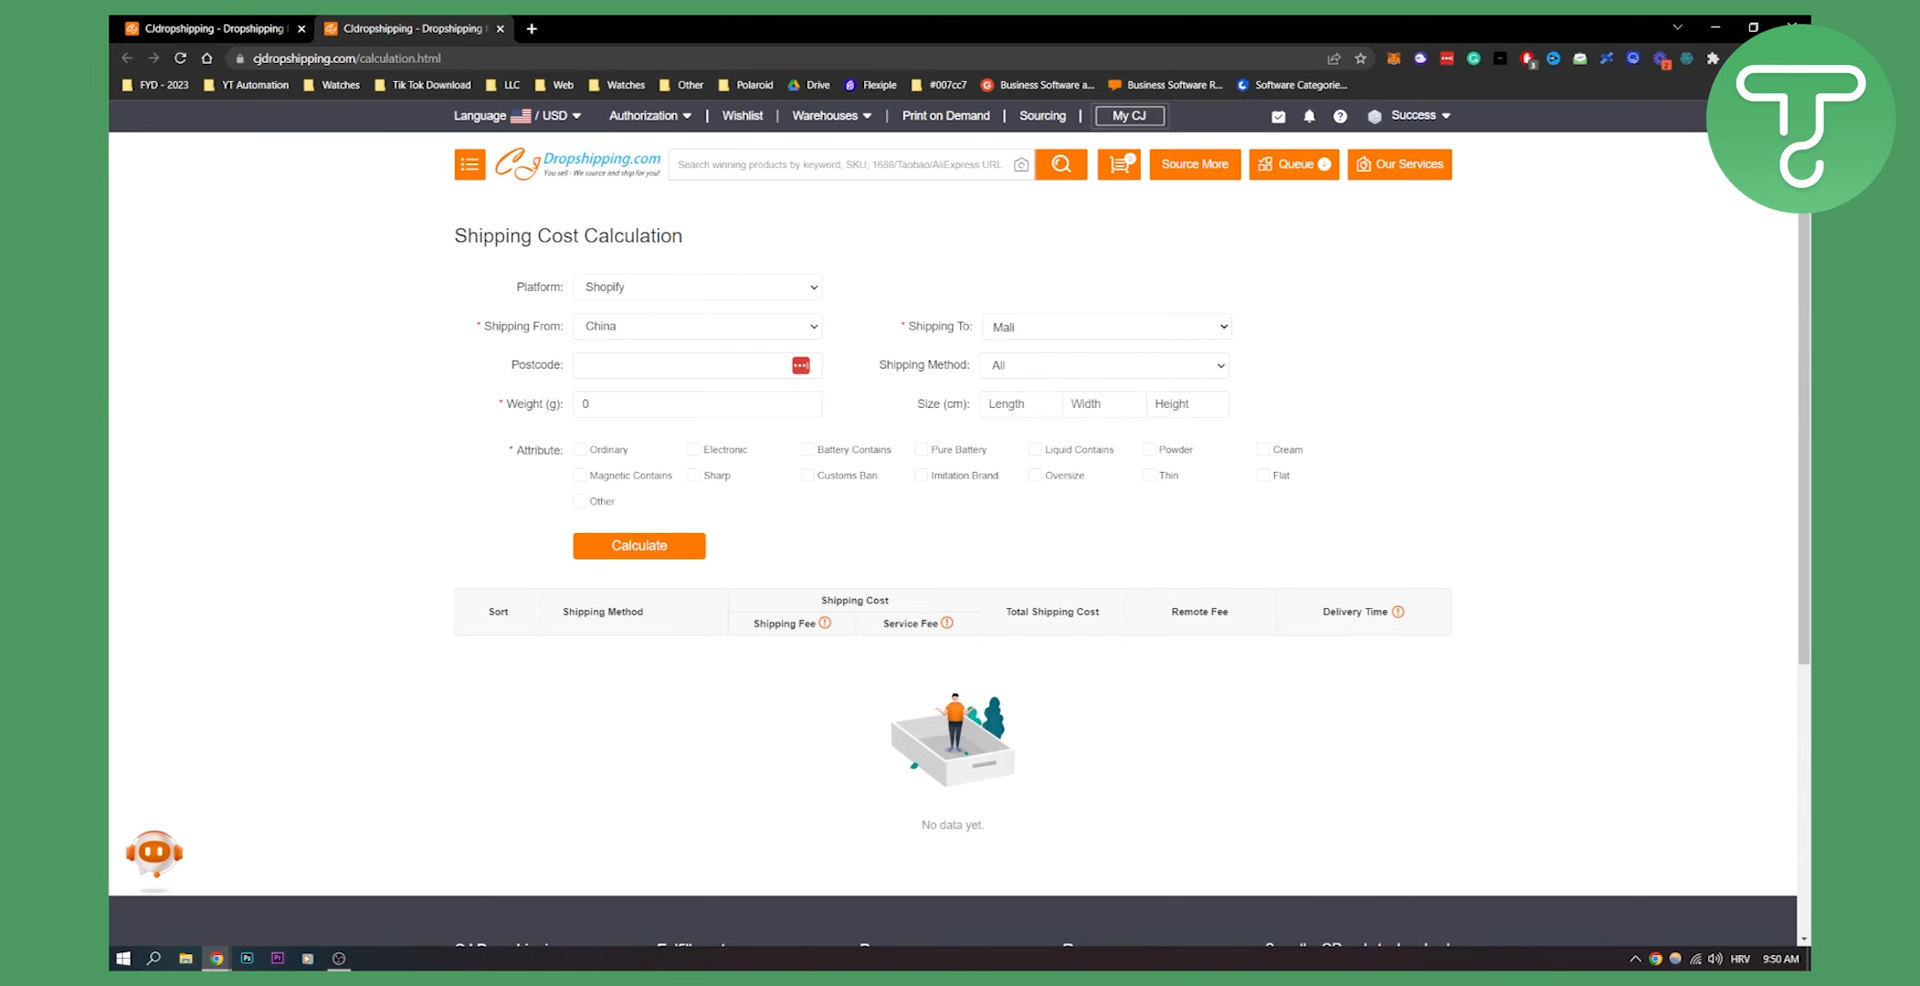 CJdropshipping - Dropshipping
CJdropshipping - Dropshipping
cjdropshipping.com/calculation.html
FYD - 2023
YT Automation
Watches
Tik Tok Download
LLC
Web
Watches
Other
Polaroid
Drive
Flexiple
#007cc7
Business Software a...
Business Software R...
Software Categorie...
Language / USD
Authorization
Wishlist
Warehouses
Print on Demand
Sourcing
My CJ
Success
CJ Dropshipping.com
You sell - We source and ship for you!
Search winning products by keyword, SKU, 1688/Taobao/AliExpress URL
Source More
Queue
Our Services
Shipping Cost Calculation
Platform: Shopify
* Shipping From: China
* Shipping To: Mali
Postcode:
Shipping Method: All
* Weight (g): 0
Size (cm): Length Width Height
* Attribute: Ordinary Electronic Battery Contains Pure Battery Liquid Contains Powder Cream
Magnetic Contains Sharp Customs Ban Imitation Brand Oversize Thin Flat
Other
Calculate
Sort
Shipping Method
Shipping Cost
Shipping Fee
Service Fee
Total Shipping Cost
Remote Fee
Delivery Time
No data yet.
HRV
9:50 AM